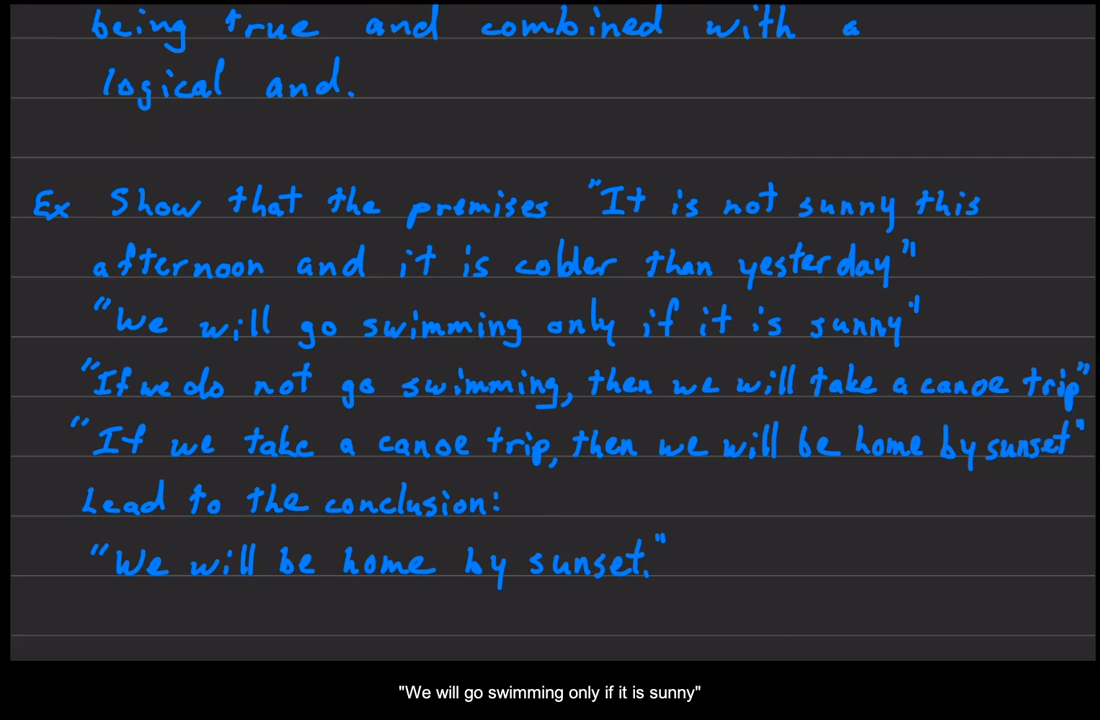 being true and combined with a
logical and.
Ex Show that the premises "It is not sunny this
afternoon and it is colder than yesterday"
"We will go swimming only if it is sunny"
"If we do not go swimming, then we will take a canoe trip"
"If we take a canoe trip, then we will be home by sunset"
Lead to the conclusion:
"We will be home by sunset."
"We will go swimming only if it is sunny"